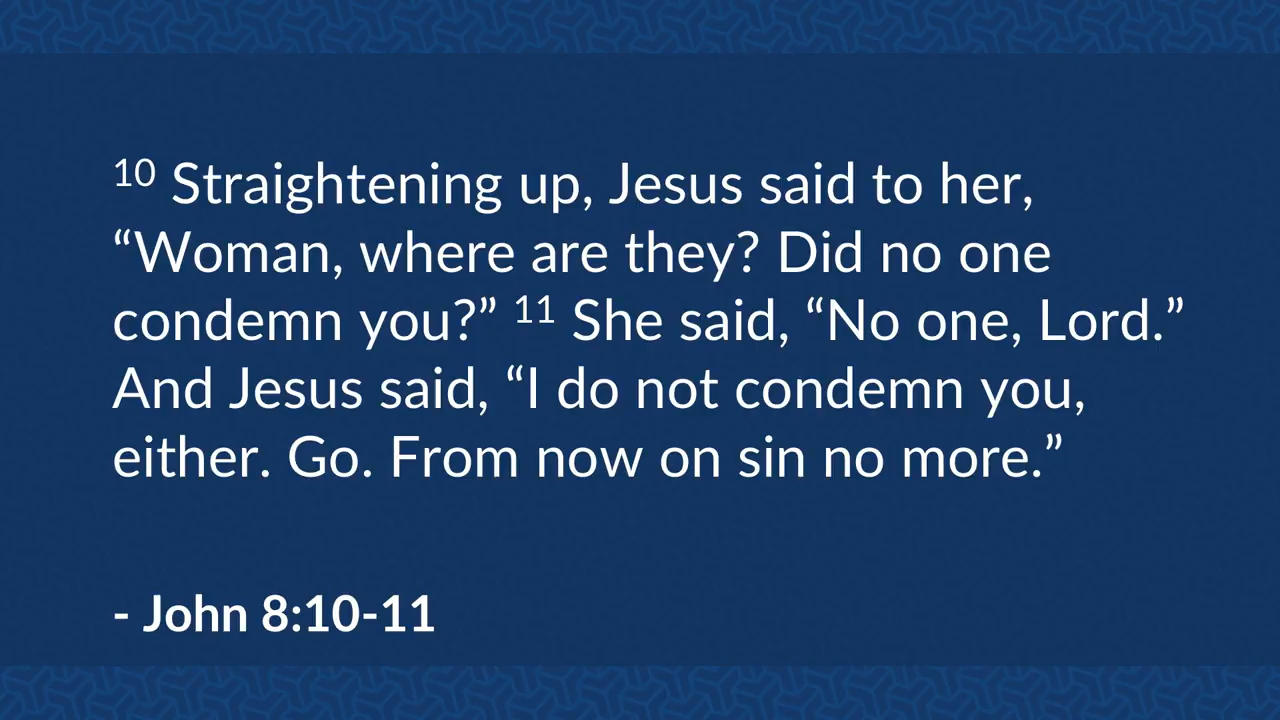 10 Straightening up, Jesus said to her,
“Woman, where are they? Did no one
condemn you?” 11 She said, “No one, Lord.”
And Jesus said, “I do not condemn you,
either. Go. From now on sin no more.”
- John 8:10-11